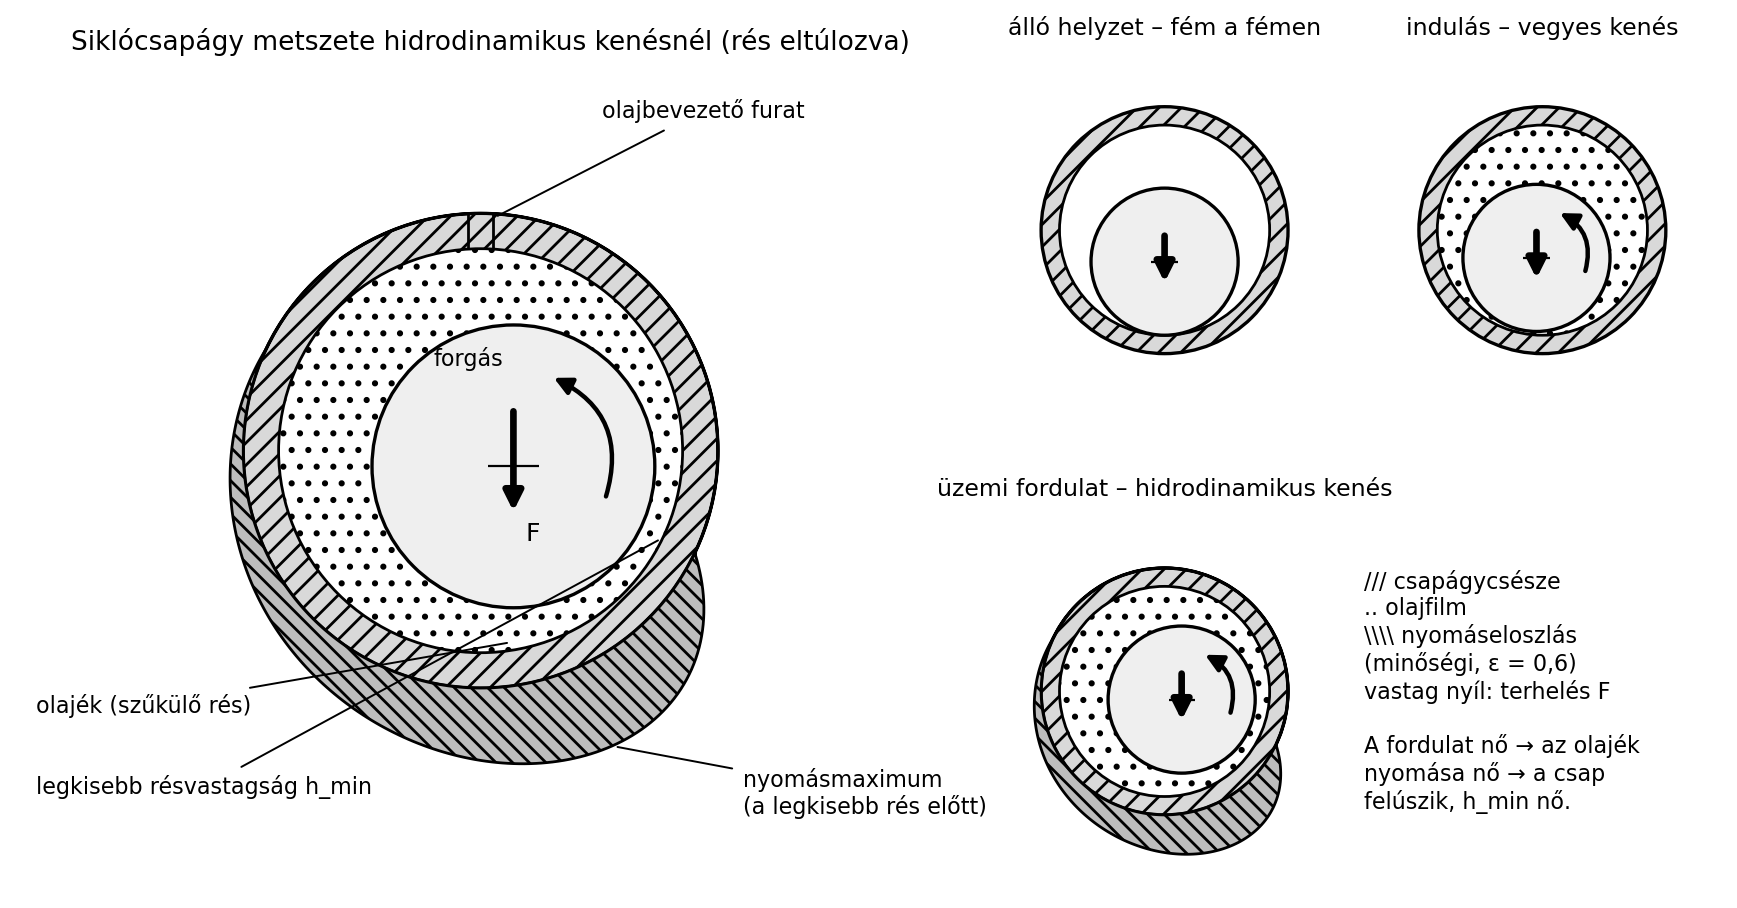 Siklócsapágy metszete hidrodinamikus kenésnél (rés eltúlozva)
olajbevezető furat
forgás
F
olajék (szűkülő rés)
legkisebb résvastagság h_min
nyomásmaximum
(a legkisebb rés előtt)
álló helyzet – fém a fémen
indulás – vegyes kenés
üzemi fordulat – hidrodinamikus kenés
/// csapágycsésze
.. olajfilm
\\\\ nyomáseloszlás
(minőségi, ε = 0,6)
vastag nyíl: terhelés F
A fordulat nő → az olajék
nyomása nő → a csap
felúszik, h_min nő.